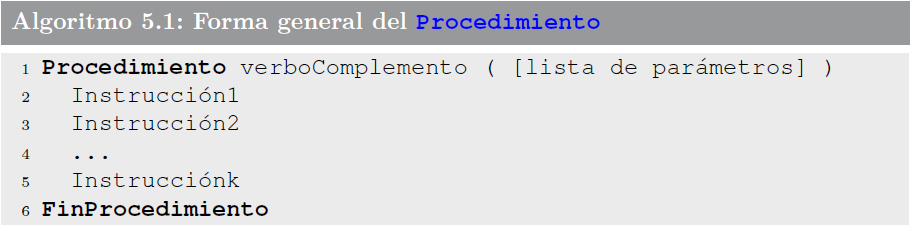 Algoritmo 5.1: Forma general del Procedimiento
1 Procedimiento verboComplemento ( [lista de parámetros] )
2 Instrucción1
3 Instrucción2
4 ...
5 Instrucciónk
6 FinProcedimiento